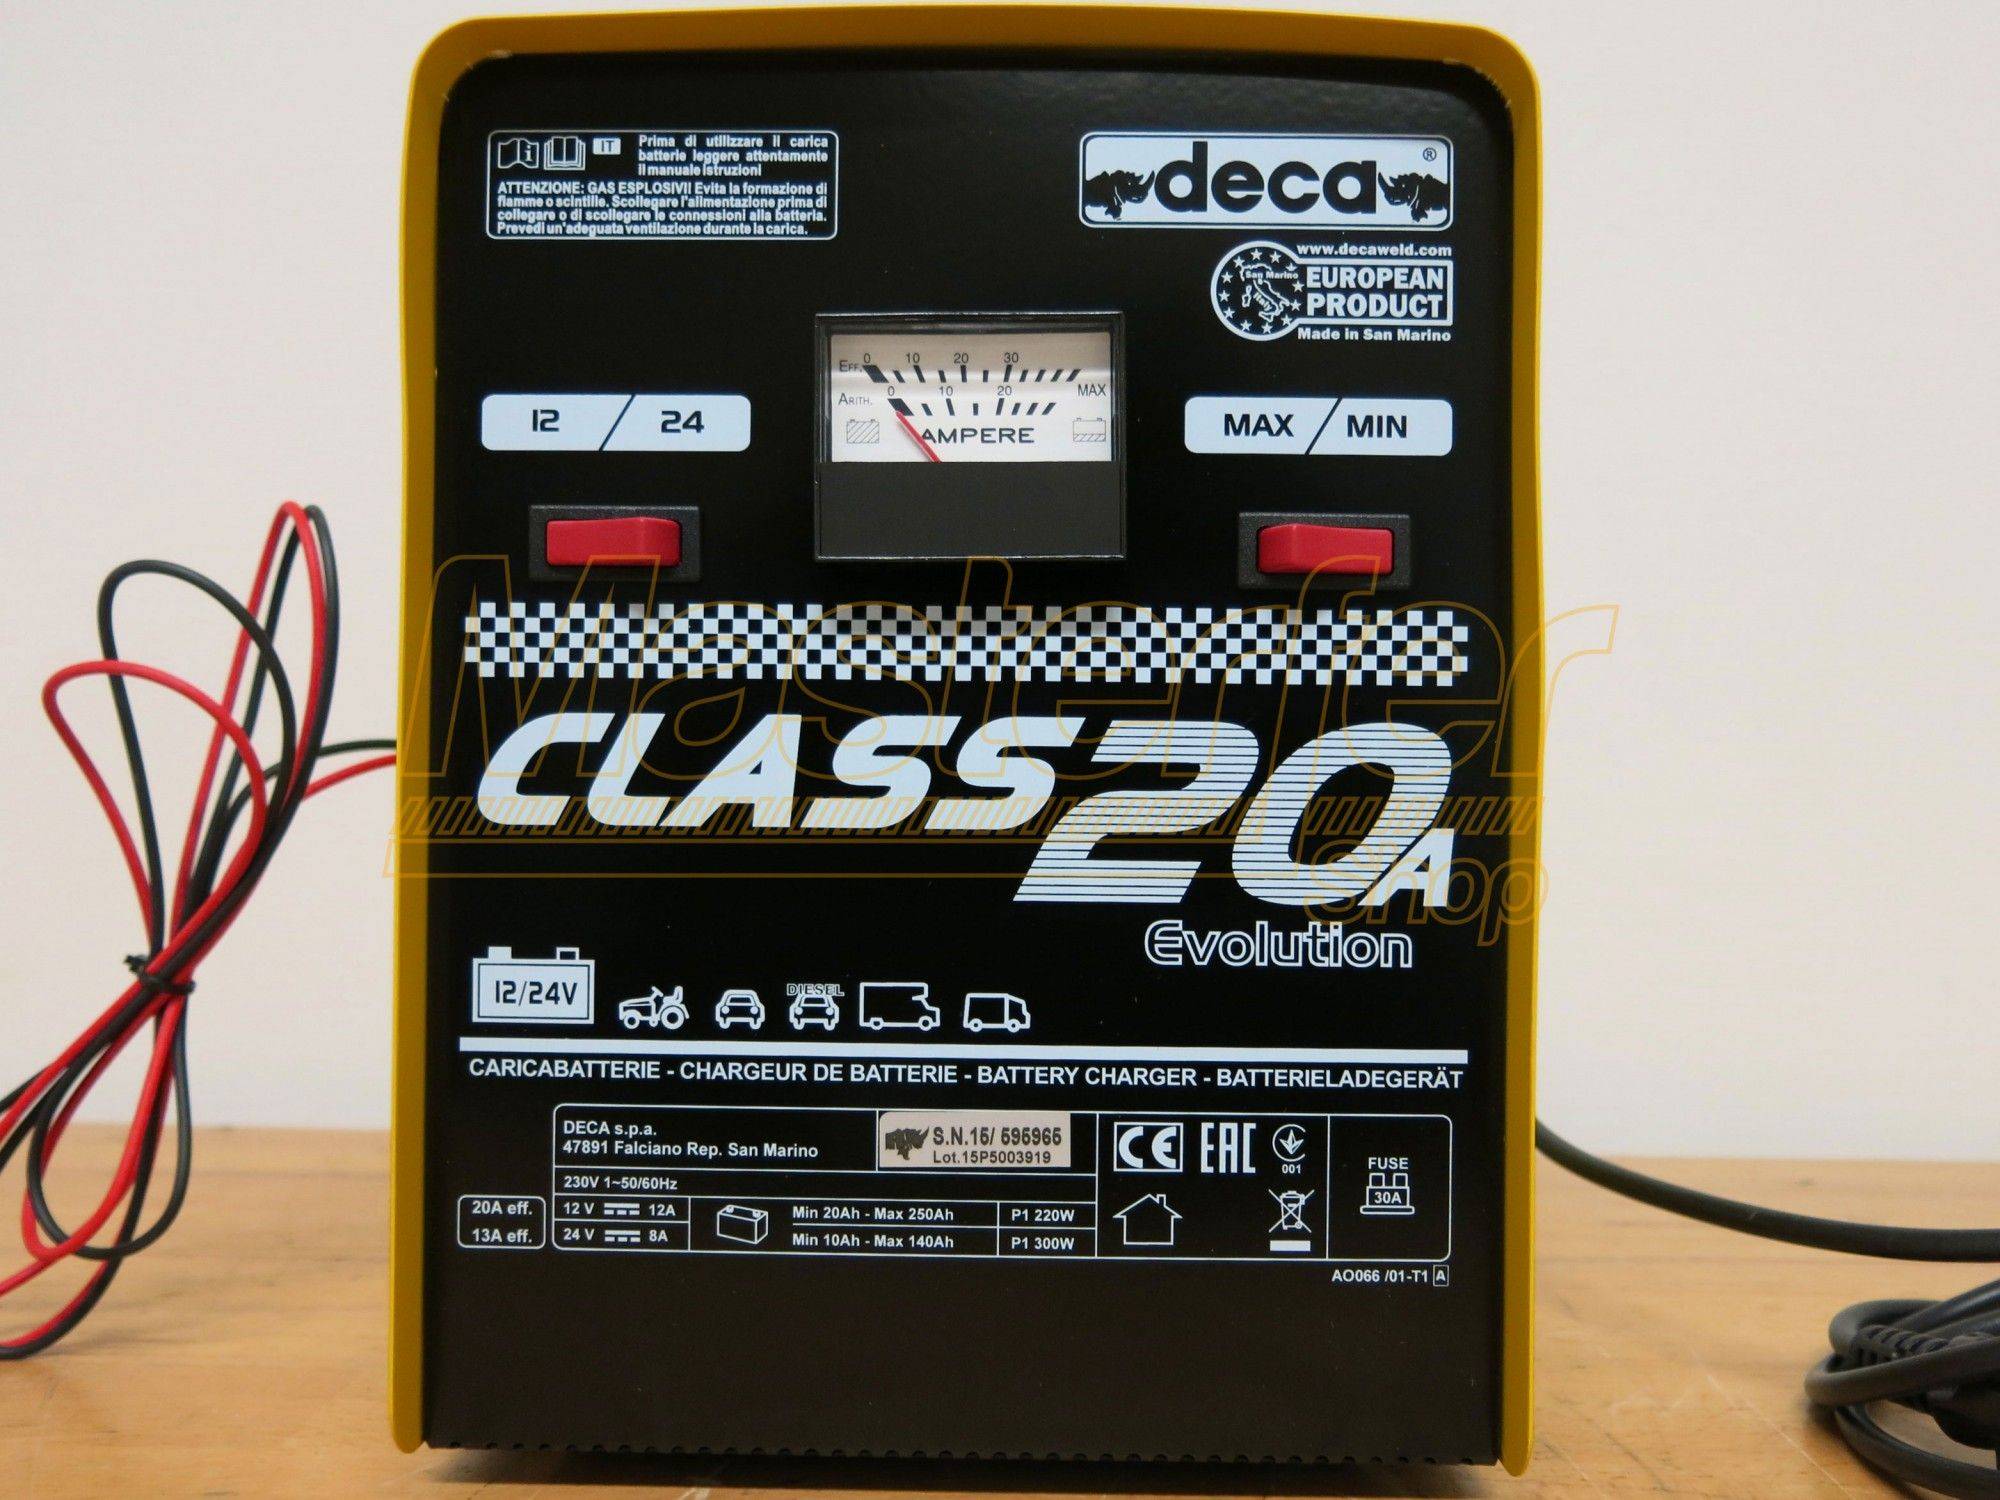 IT
Prima di utilizzare il carica
batterie leggere attentamente
il manuale istruzioni
ATTENZIONE: GAS ESPLOSIVI! Evita la formazione di
fiamme o scintille. Scollegare l'alimentazione prima di
collegare o di scollegare le connessioni alla batteria.
Prevedi un'adeguata ventilazione durante la carica.
deca ®
www.decaweld.com
San Marino
Italy
EUROPEAN
PRODUCT
Made in San Marino
EFF. 0 10 20 30
ARITH. 0 10 20 MAX
AMPERE
12 / 24
MAX / MIN
Masterfer
Shop
CLASS 20A
Evolution
12/24V
DIESEL
CARICABATTERIE - CHARGEUR DE BATTERIE - BATTERY CHARGER - BATTERIELADEGERÄT
DECA s.p.a.
47891 Falciano Rep. San Marino
S.N.15/ 595965
Lot.15P5003919
CE EAC 001
FUSE
30A
230V 1~50/60Hz
20A eff. 12 V 12A Min 20Ah - Max 250Ah P1 220W
13A eff. 24 V 8A Min 10Ah - Max 140Ah P1 300W
AO066 /01-T1 A